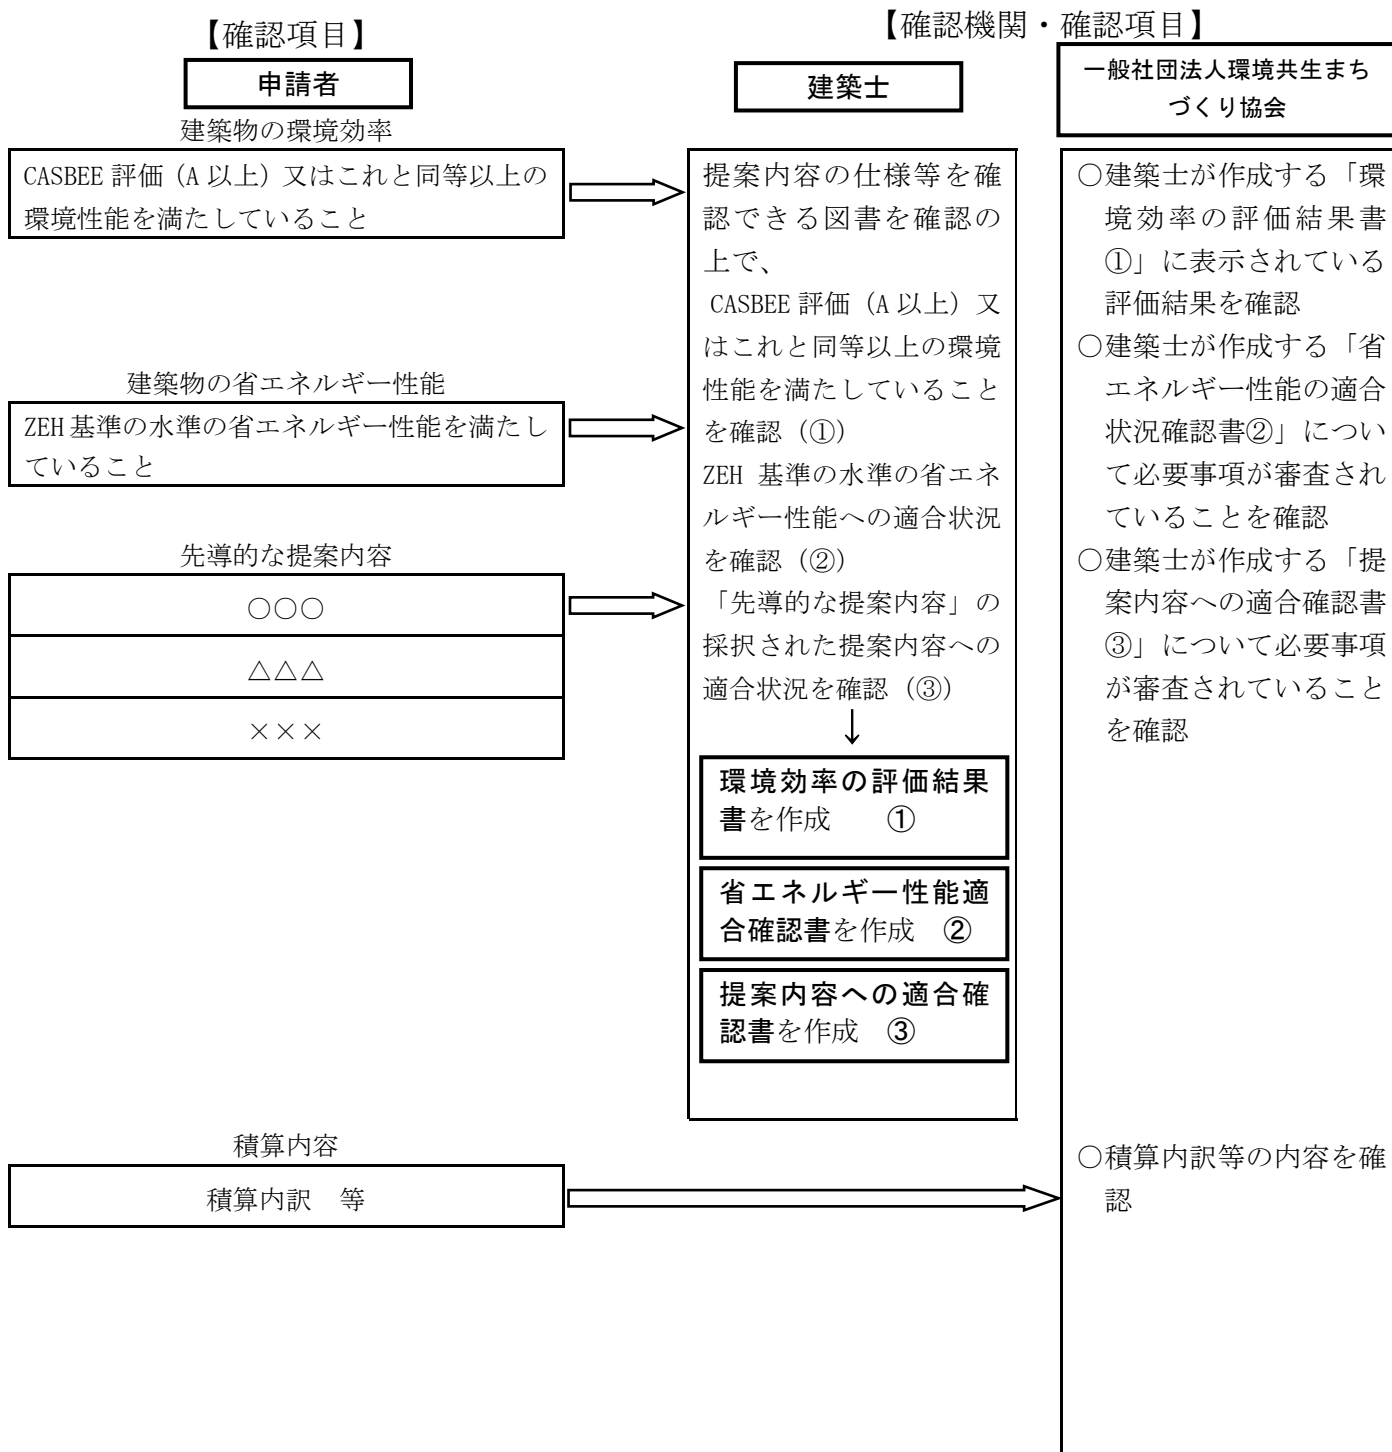 【確認項目】
申請者
建築物の環境効率
CASBEE 評価（A 以上）又はこれと同等以上の
環境性能を満たしていること
建築物の省エネルギー性能
ZEH 基準の水準の省エネルギー性能を満たし
ていること
先導的な提案内容
○○○
△△△
×××
積算内容
積算内訳　等
【確認機関・確認項目】
建築士
提案内容の仕様等を確
認できる図書を確認の
上で、
CASBEE 評価（A 以上）又
はこれと同等以上の環境
性能を満たしていること
を確認（①）
ZEH 基準の水準の省エネ
ルギー性能への適合状況
を確認（②）
「先導的な提案内容」の
採択された提案内容への
適合状況を確認（③）
↓
環境効率の評価結果
書を作成　　①
省エネルギー性能適
合確認書を作成　②
提案内容への適合確
認書を作成　③
一般社団法人環境共生まち
づくり協会
○建築士が作成する「環
境効率の評価結果書
①」に表示されている
評価結果を確認
○建築士が作成する「省
エネルギー性能の適合
状況確認書②」につい
て必要事項が審査され
ていることを確認
○建築士が作成する「提
案内容への適合確認書
③」について必要事項
が審査されていること
を確認
○積算内訳等の内容を確
認